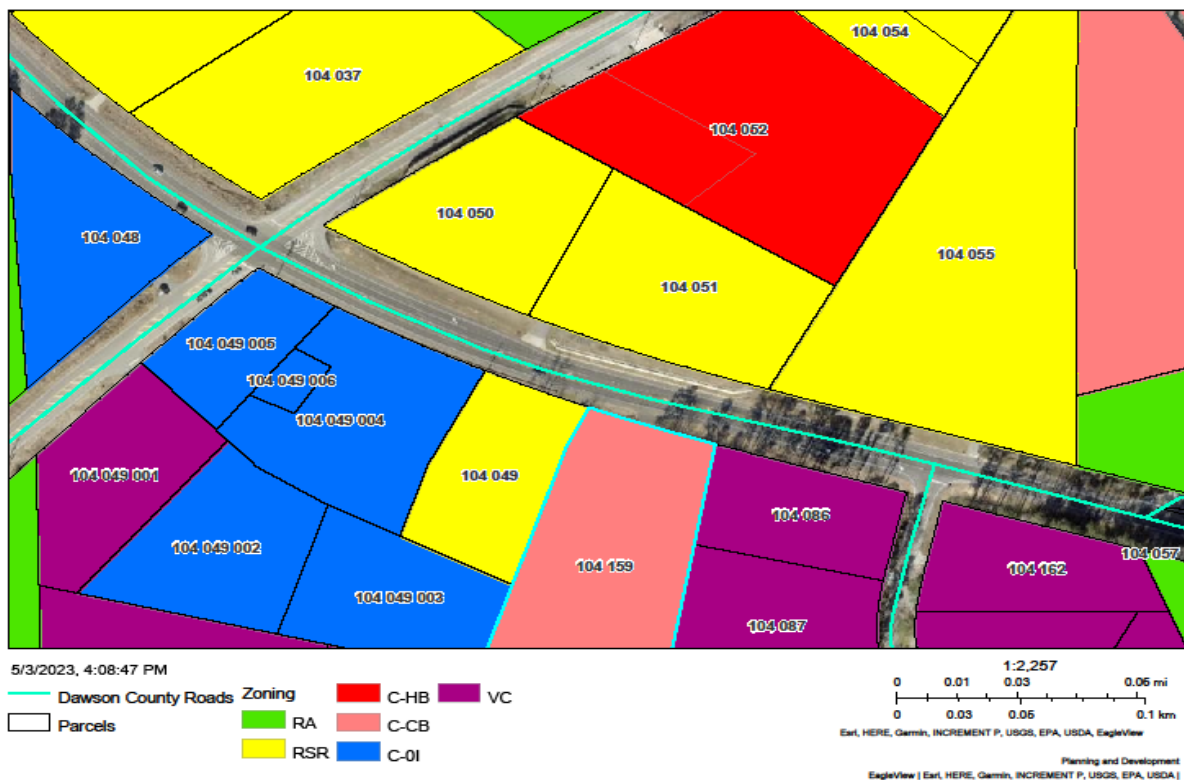 104 054
104 037
104 052
104 050
104 048
104 055
104 051
104 049 005
104 049 006
104 049 004
104 049 001
104 049
104 086
104 049 002
104 159
104 057
104 162
104 049 003
104 087
5/3/2023, 4:08:47 PM
Dawson County Roads
Parcels
Zoning
RA
RSR
C-HB
C-CB
C-0I
VC
1:2,257
0 0.01 0.03 0.06 mi
0 0.03 0.05 0.1 km
Esri, HERE, Garmin, INCREMENT P, USGS, EPA, USDA, EagleView
Planning and Development
EagleView | Esri, HERE, Garmin, INCREMENT P, USGS, EPA, USDA |